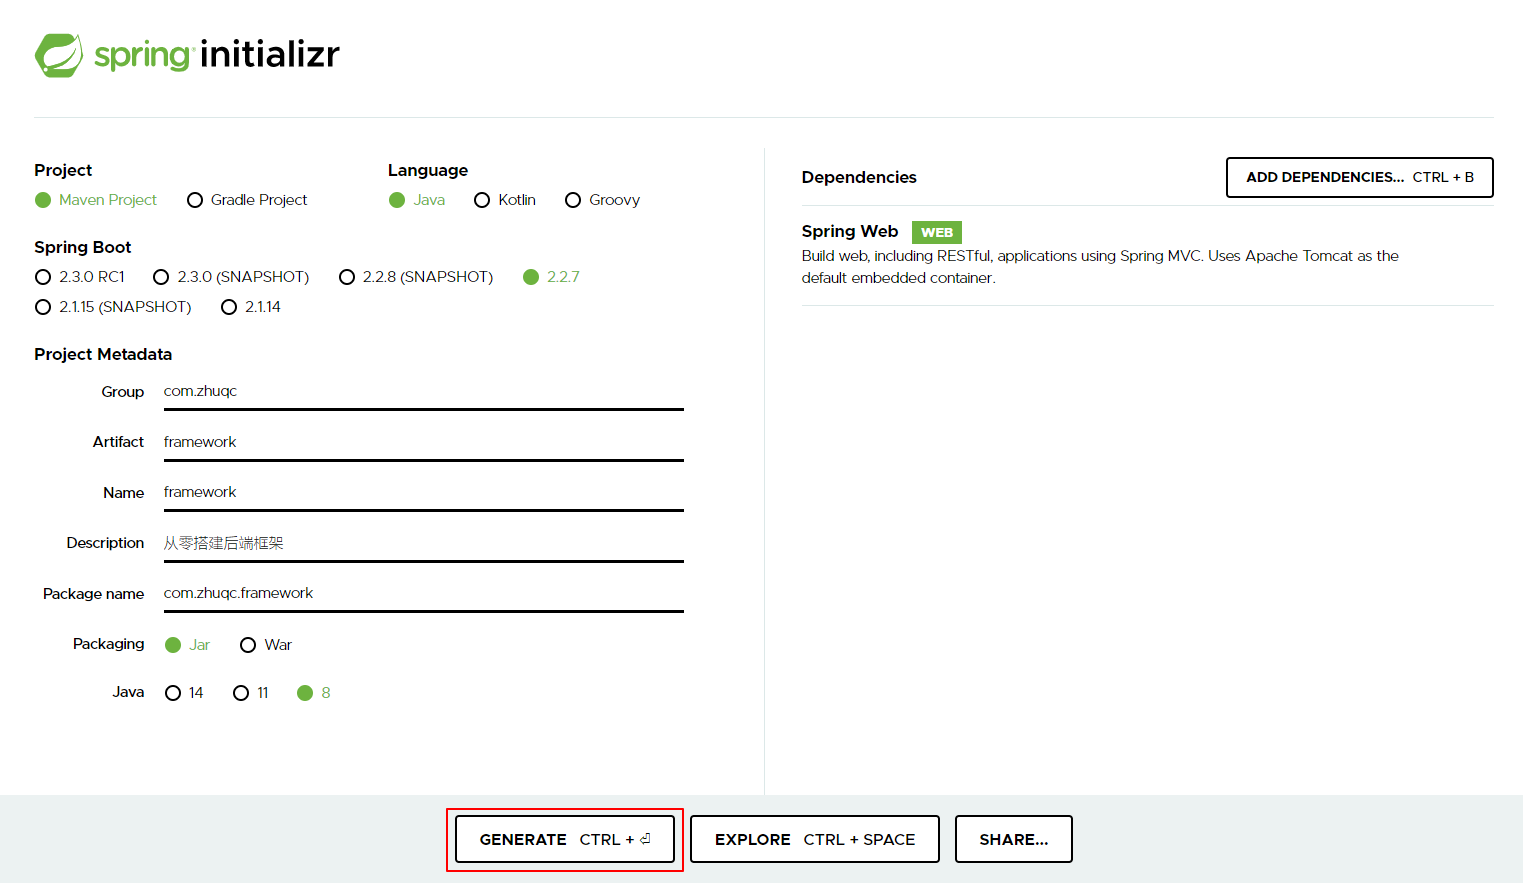 spring initializr
Project
Maven Project Gradle Project
Language
Java Kotlin Groovy
Spring Boot
2.3.0 RC1 2.3.0 (SNAPSHOT) 2.2.8 (SNAPSHOT) 2.2.7
2.1.15 (SNAPSHOT) 2.1.14
Project Metadata
Group com.zhuqc
Artifact framework
Name framework
Description 从零搭建后端框架
Package name com.zhuqc.framework
Packaging Jar War
Java 14 11 8
Dependencies ADD DEPENDENCIES... CTRL + B
Spring Web WEB
Build web, including RESTful, applications using Spring MVC. Uses Apache Tomcat as the
default embedded container.
GENERATE CTRL + ⏎ EXPLORE CTRL + SPACE SHARE...